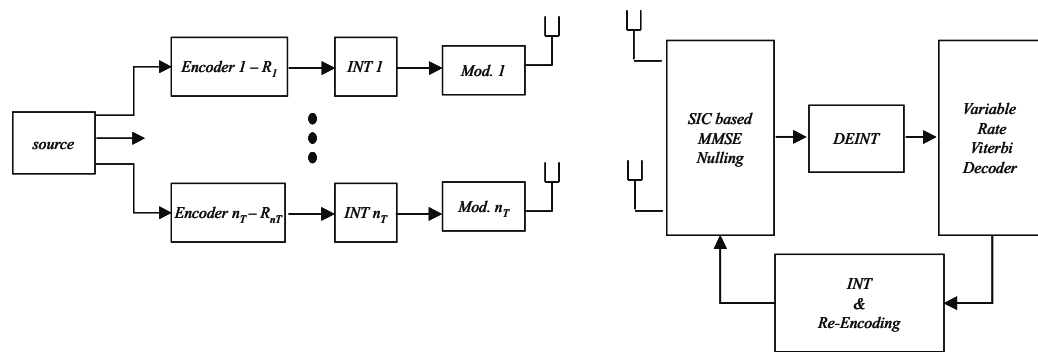 source
Encoder 1 – R1
INT 1
Mod. 1
Encoder nT – RnT
INT nT
Mod. nT
SIC based
MMSE
Nulling
DEINT
Variable
Rate
Viterbi
Decoder
INT
&
Re-Encoding